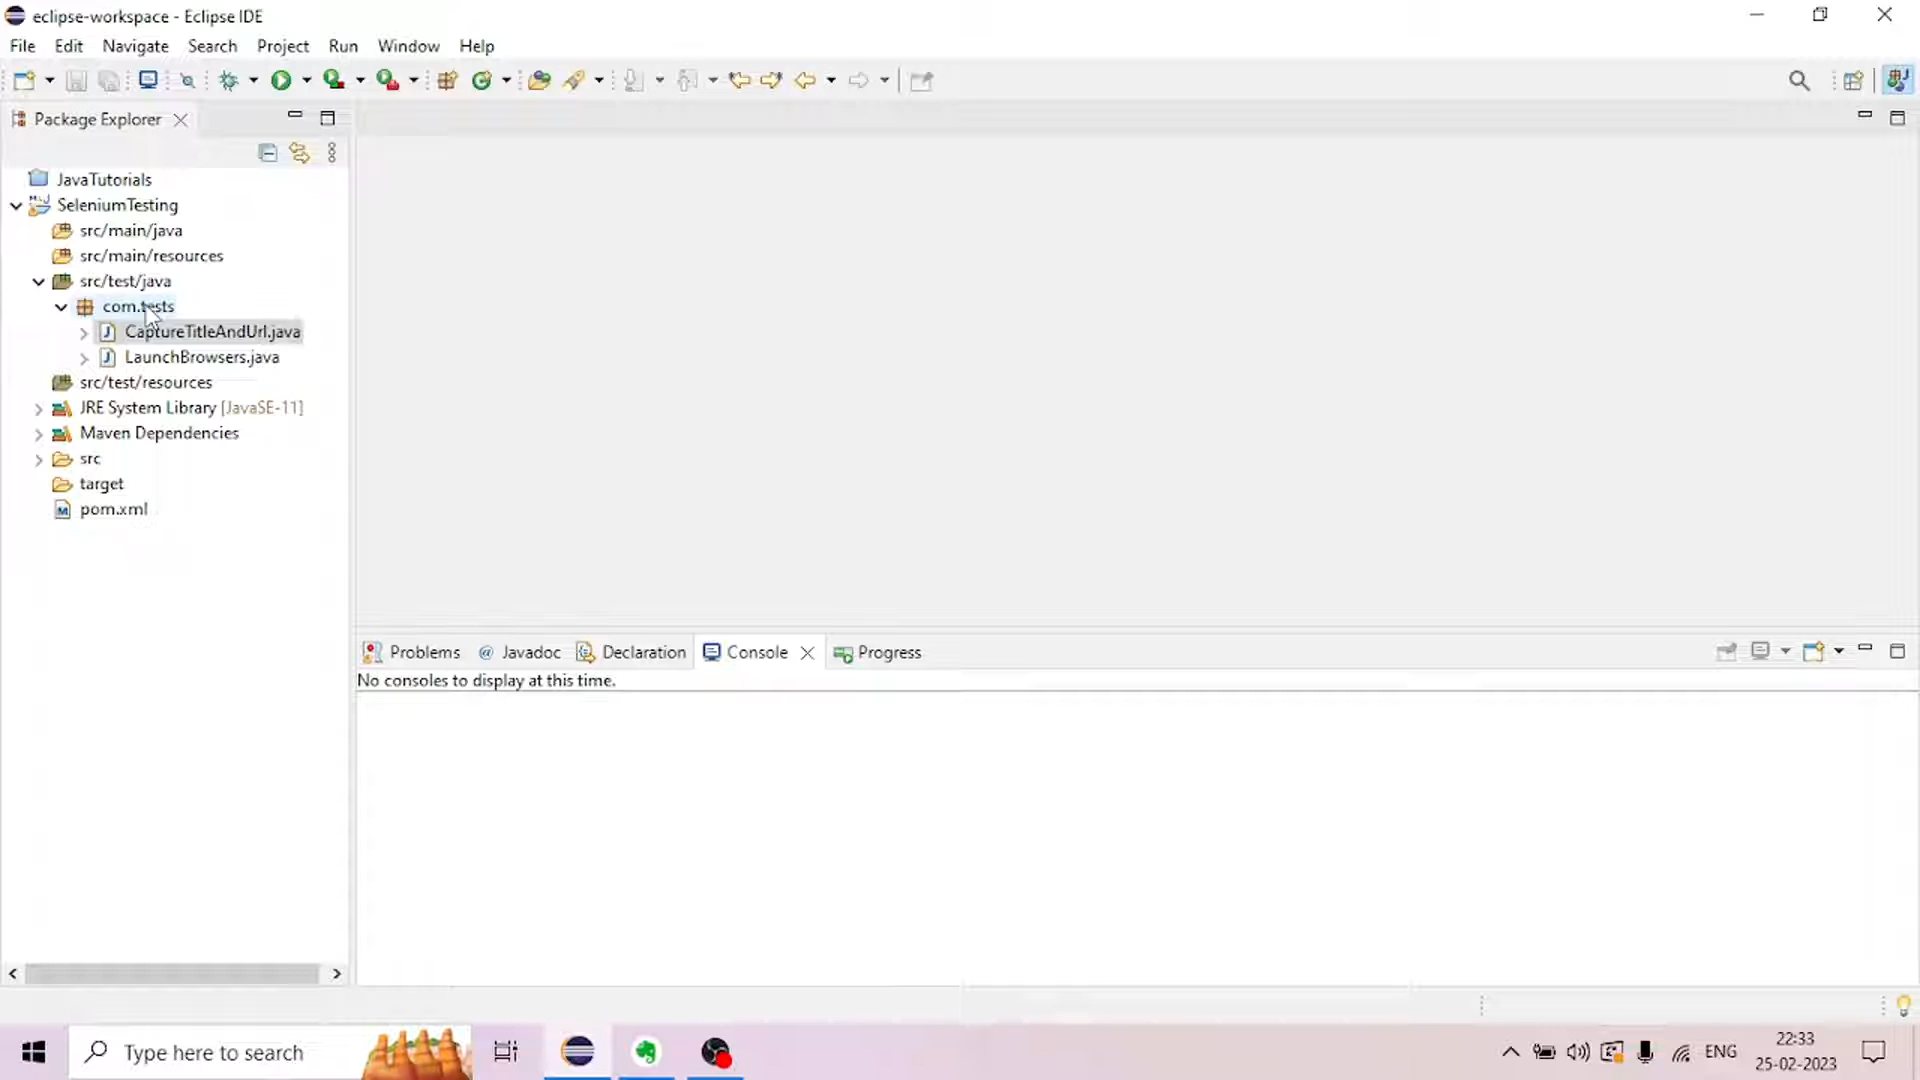 eclipse-workspace - Eclipse IDE
File Edit Navigate Search Project Run Window Help
Package Explorer
JavaTutorials
SeleniumTesting
src/main/java
src/main/resources
src/test/java
com.tests
CaptureTitleAndUrl.java
LaunchBrowsers.java
src/test/resources
JRE System Library [JavaSE-11]
Maven Dependencies
src
target
pom.xml
Problems @ Javadoc Declaration Console Progress
No consoles to display at this time.
Type here to search
ENG
22:33
25-02-2023